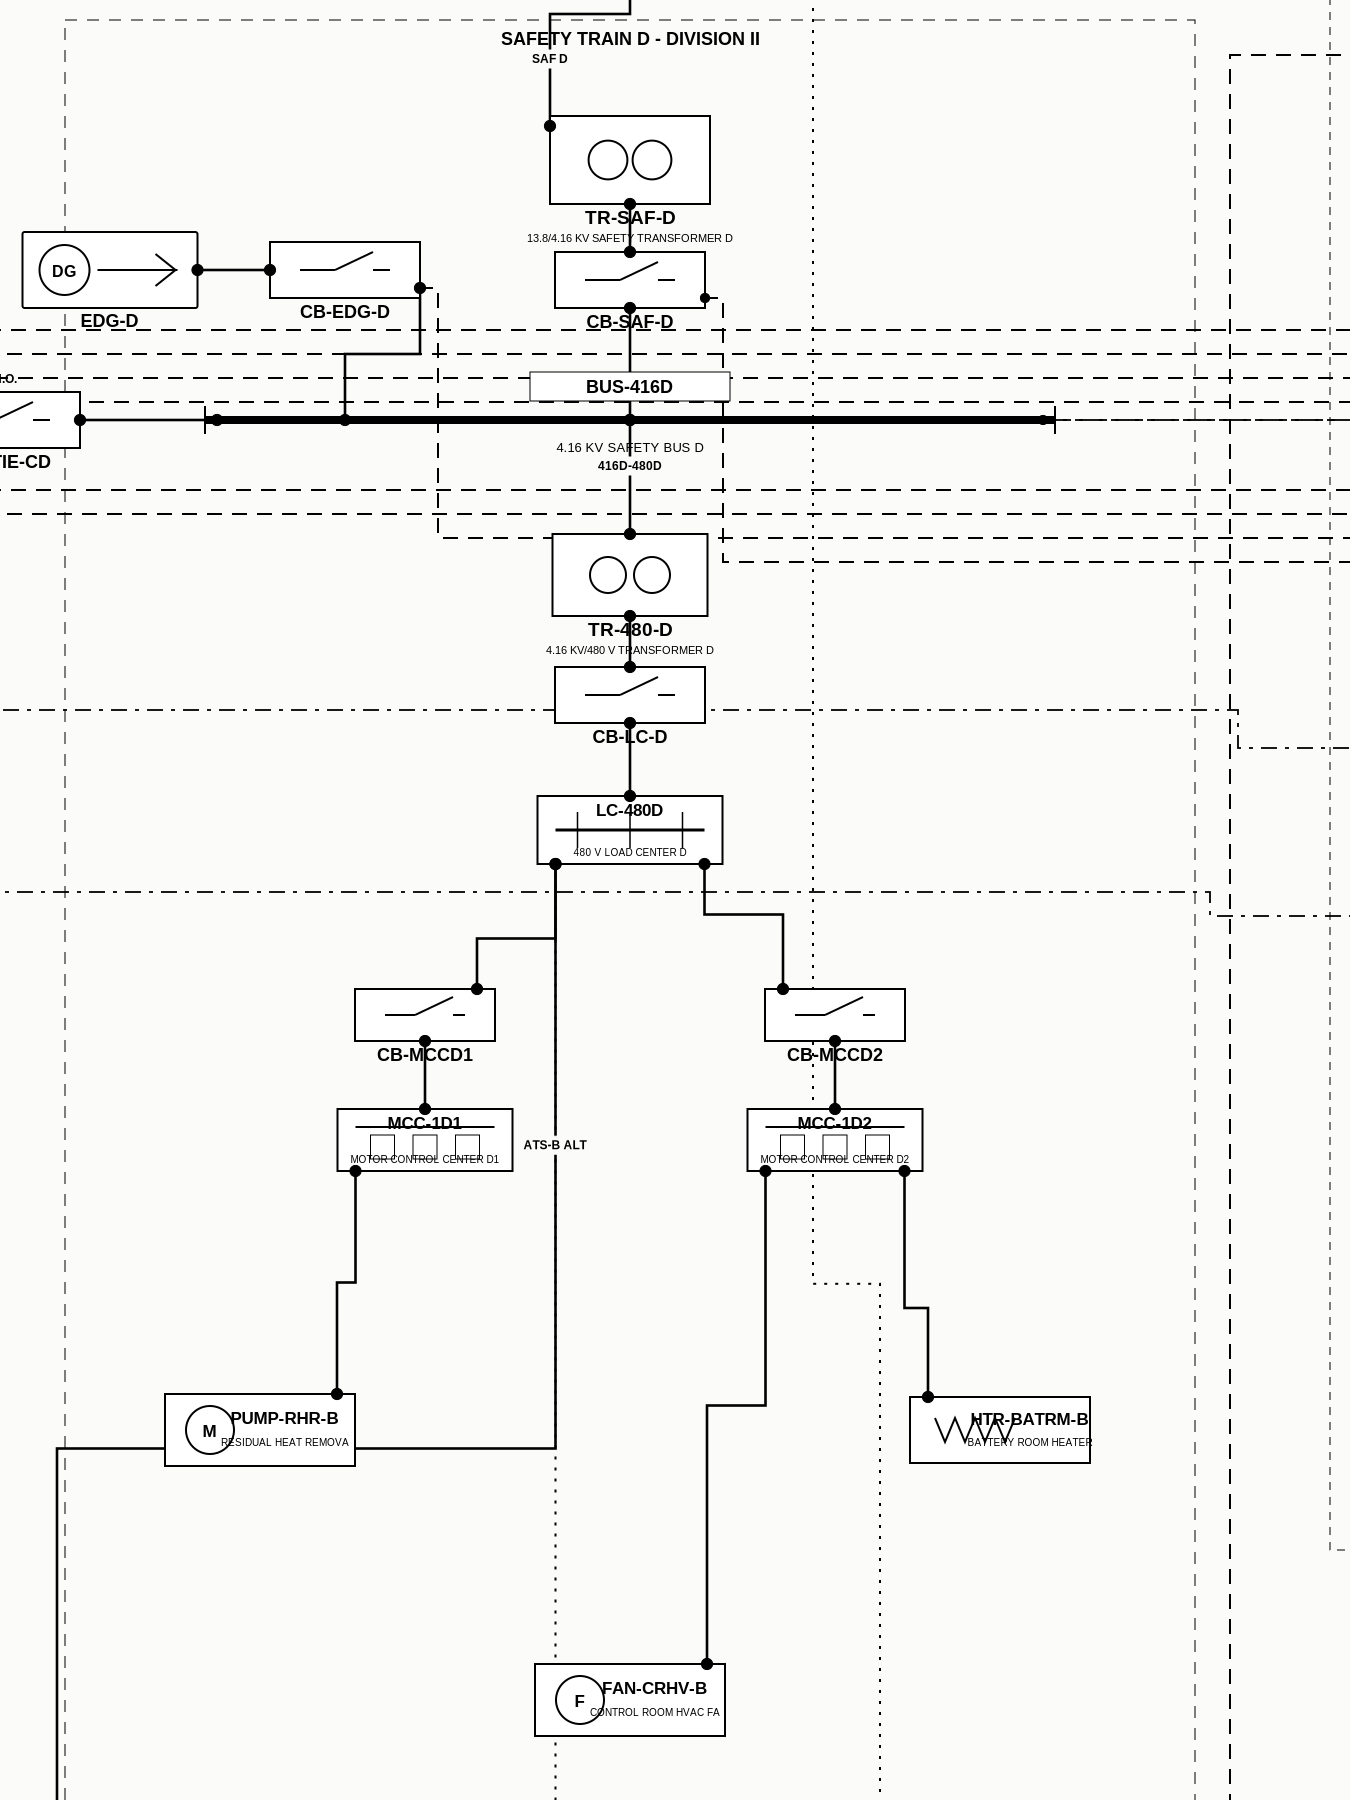 SAFETY TRAIN D - DIVISION II
SAF D
TR-SAF-D
13.8/4.16 KV SAFETY TRANSFORMER D
DG
EDG-D
CB-EDG-D
CB-SAF-D
BUS-416D
TIE-CD
4.16 KV SAFETY BUS D
416D-480D
TR-480-D
4.16 KV/480 V TRANSFORMER D
CB-LC-D
LC-480D
480 V LOAD CENTER D
CB-MCCD1
CB-MCCD2
MCC-1D1
MOTOR CONTROL CENTER D1
ATS-B ALT
MCC-1D2
MOTOR CONTROL CENTER D2
M
PUMP-RHR-B
RESIDUAL HEAT REMOVA
HTR-BATRM-B
BATTERY ROOM HEATER
F
FAN-CRHV-B
CONTROL ROOM HVAC FA